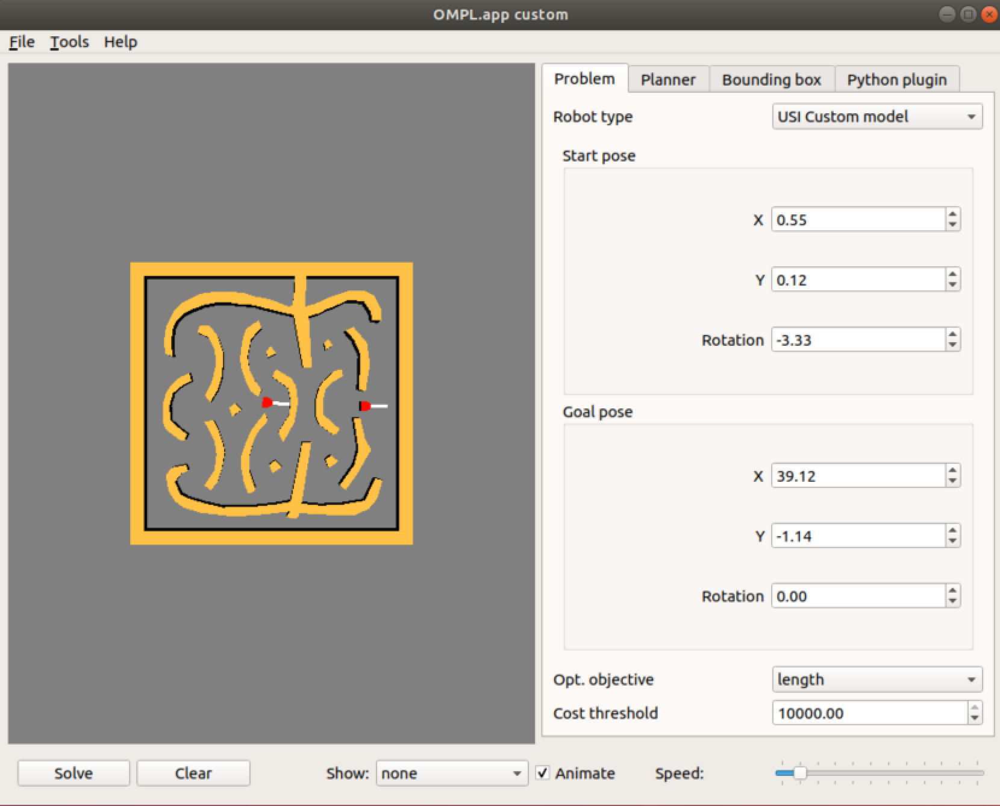 OMPL.app custom
File Tools Help
Problem Planner Bounding box Python plugin
Robot type USI Custom model
Start pose
X 0.55
Y 0.12
Rotation -3.33
Goal pose
X 39.12
Y -1.14
Rotation 0.00
Opt. objective length
Cost threshold 10000.00
Solve Clear Show: none Animate Speed: